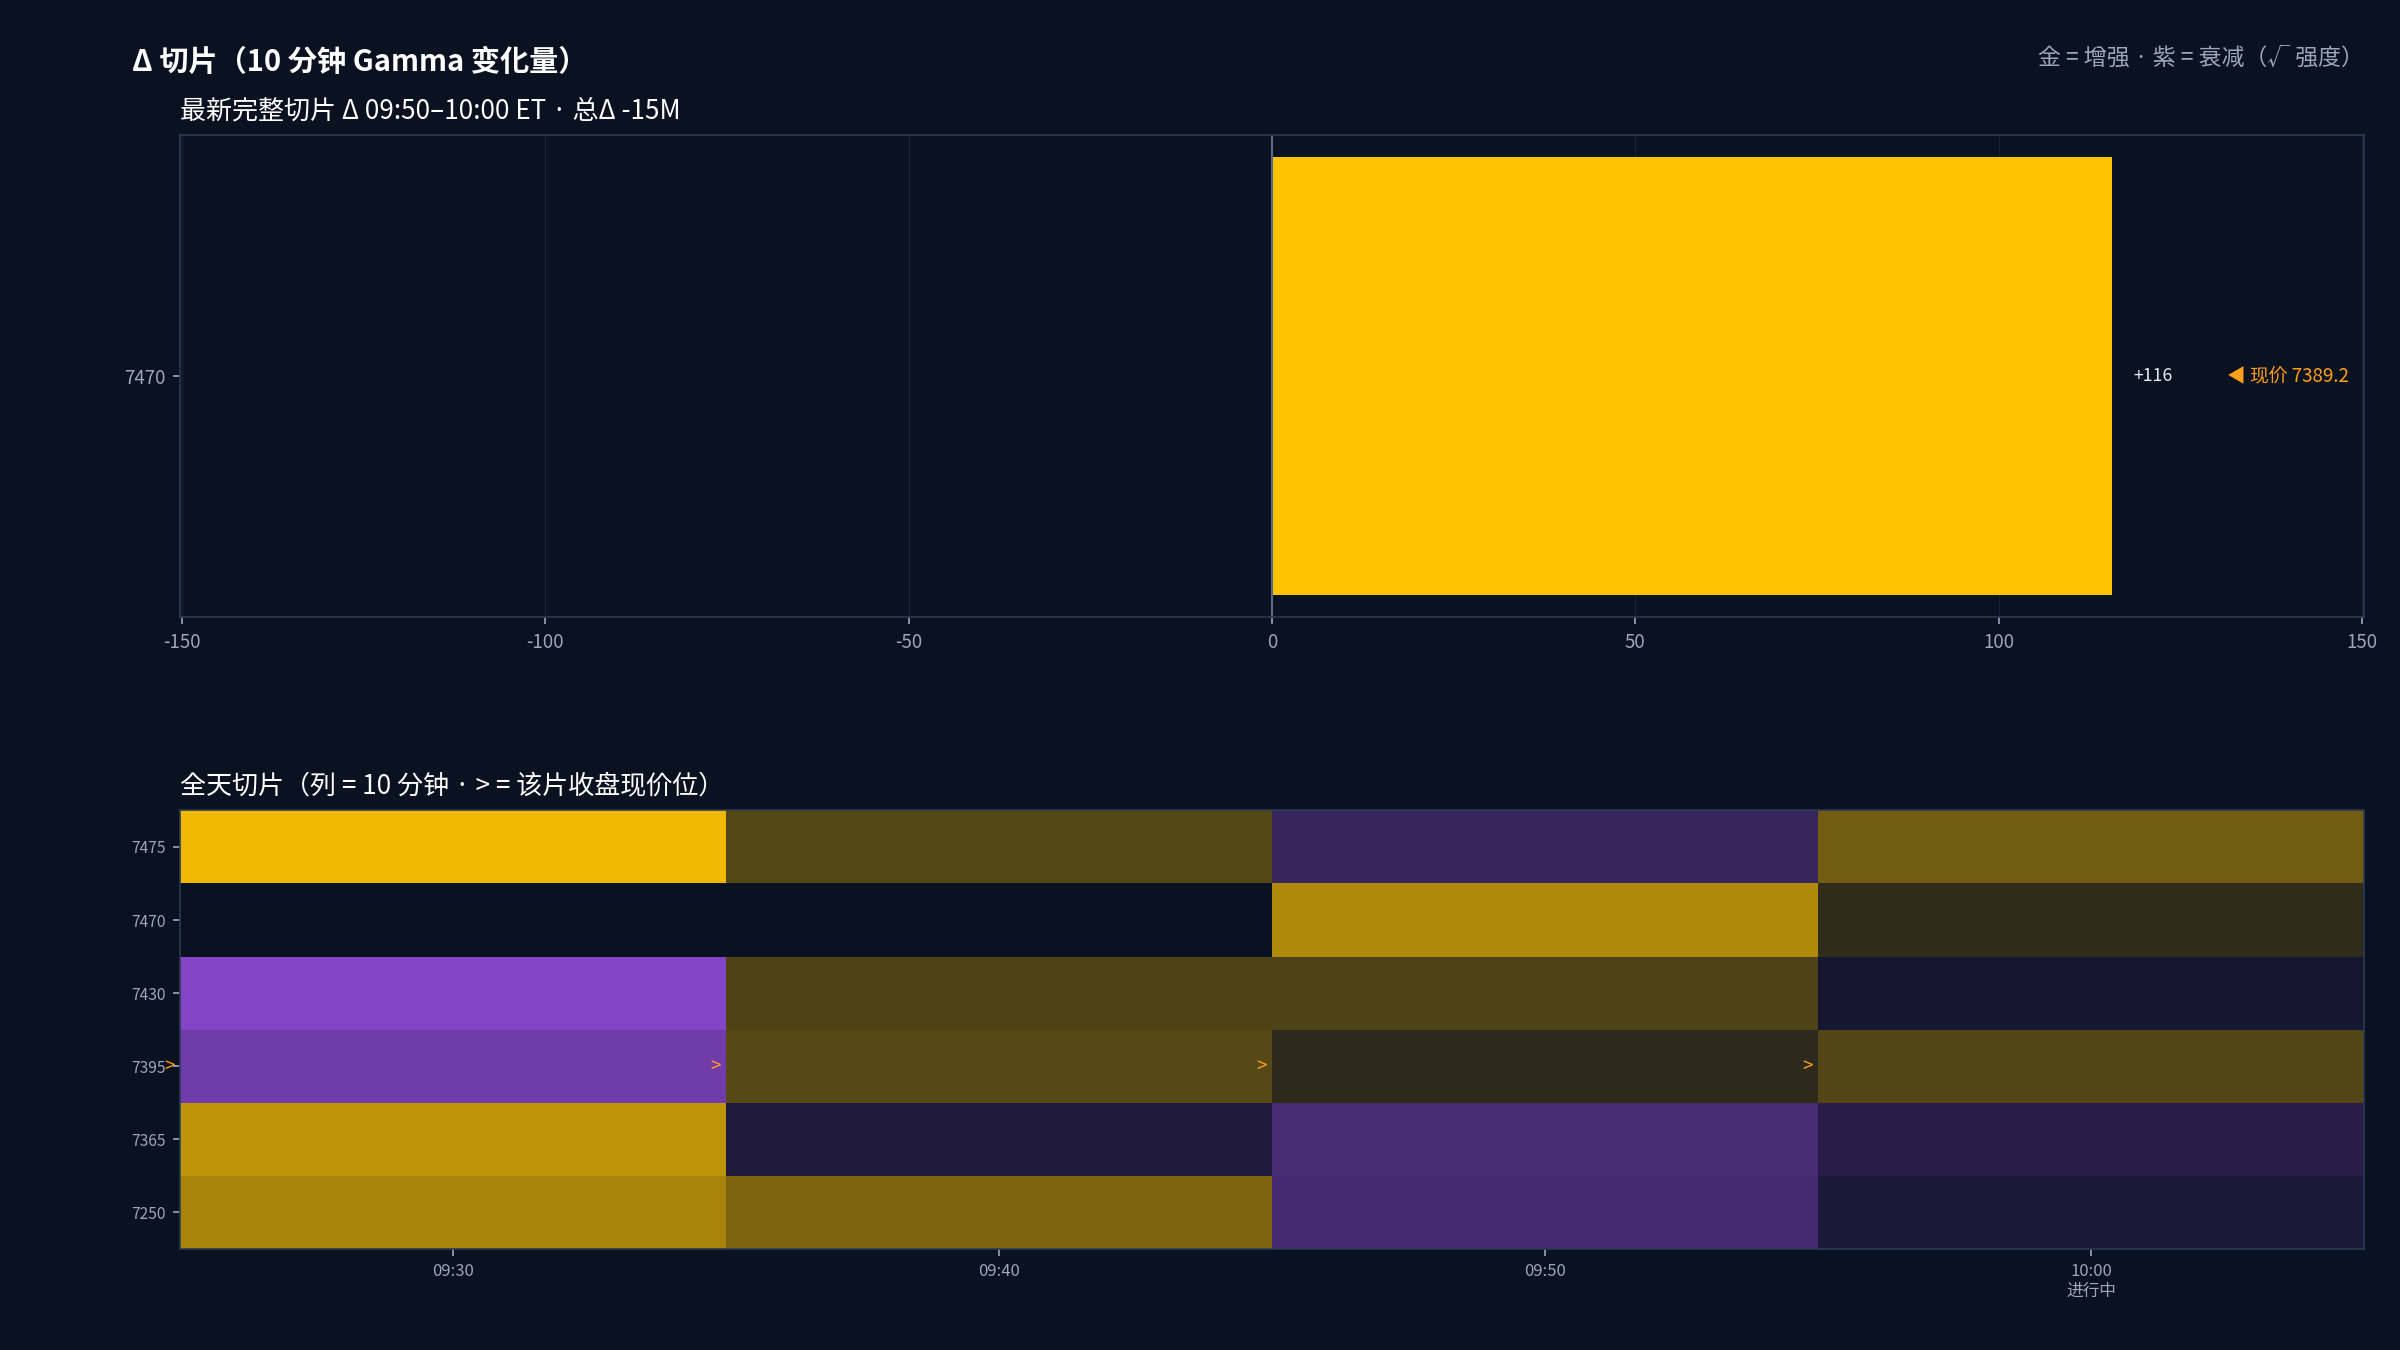 Δ 切片（10 分钟 Gamma 变化量）
金 = 增强 · 紫 = 衰减（√ 强度）
最新完整切片 Δ 09:50–10:00 ET · 总Δ -15M
7470
+116
◀ 现价 7389.2
-150 -100 -50 0 50 100 150
全天切片（列 = 10 分钟 · > = 该片收盘现价位）
7475
7470
7430
7395 > > > >
7365
7250
09:30 09:40 09:50 10:00
进行中